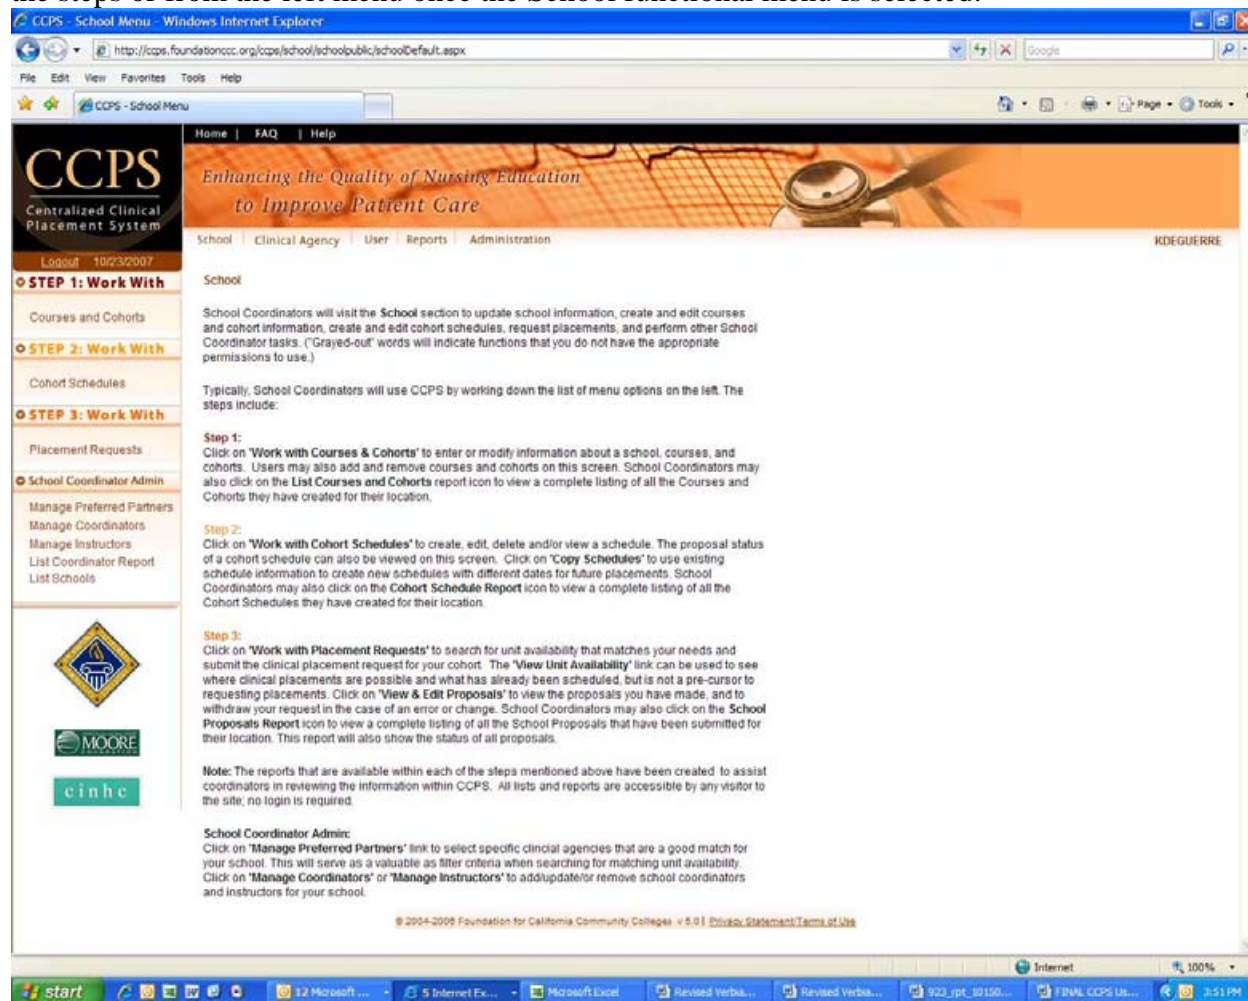 the steps or from the left menu once the School functional menu is selected.
CCPS - School Menu - Windows Internet Explorer
http://ccps.foundationccc.org/ccps/school/schoolpublic/schoolDefault.aspx
Google
File Edit View Favorites Tools Help
CCPS - School Menu
Page Tools
Home | FAQ | Help
CCPS
Centralized Clinical
Placement System
Enhancing the Quality of Nursing Education
to Improve Patient Care
School | Clinical Agency | User | Reports | Administration
KDEGUERRE
Logout 10/23/2007
STEP 1: Work With
Courses and Cohorts
STEP 2: Work With
Cohort Schedules
STEP 3: Work With
Placement Requests
School Coordinator Admin
Manage Preferred Partners
Manage Coordinators
Manage Instructors
List Coordinator Report
List Schools
MOORE
cinhc
School
School Coordinators will visit the School section to update school information, create and edit courses
and cohort information, create and edit cohort schedules, request placements, and perform other School
Coordinator tasks. ("Grayed-out" words will indicate functions that you do not have the appropriate
permissions to use.)
Typically, School Coordinators will use CCPS by working down the list of menu options on the left. The
steps include:
Step 1:
Click on 'Work with Courses & Cohorts' to enter or modify information about a school, courses, and
cohorts. Users may also add and remove courses and cohorts on this screen. School Coordinators may
also click on the List Courses and Cohorts report icon to view a complete listing of all the Courses and
Cohorts they have created for their location.
Step 2:
Click on 'Work with Cohort Schedules' to create, edit, delete and/or view a schedule. The proposal status
of a cohort schedule can also be viewed on this screen. Click on 'Copy Schedules' to use existing
schedule information to create new schedules with different dates for future placements. School
Coordinators may also click on the Cohort Schedule Report icon to view a complete listing of all the
Cohort Schedules they have created for their location.
Step 3:
Click on 'Work with Placement Requests' to search for unit availability that matches your needs and
submit the clinical placement request for your cohort. The 'View Unit Availability' link can be used to see
where clinical placements are possible and what has already been scheduled, but is not a pre-cursor to
requesting placements. Click on 'View & Edit Proposals' to view the proposals you have made, and to
withdraw your request in the case of an error or change. School Coordinators may also click on the School
Proposals Report icon to view a complete listing of all the School Proposals that have been submitted for
their location. This report will also show the status of all proposals.
Note: The reports that are available within each of the steps mentioned above have been created to assist
coordinators in reviewing the information within CCPS. All lists and reports are accessible by any visitor to
the site; no login is required.
School Coordinator Admin:
Click on 'Manage Preferred Partners' link to select specific clincial agencies that are a good match for
your school. This will serve as a valuable as filter criteria when searching for matching unit availability.
Click on 'Manage Coordinators' or 'Manage Instructors' to add/update/or remove school coordinators
and instructors for your school.
© 2004-2006 Foundation for California Community Colleges v 5.0 | Privacy Statement/Terms of Use
Internet 100%
start 12 Microsoft ... 5 Internet Ex... Microsoft Excel Revised Verbia... Revised Verbia... 923_rpt_10150... FINAL CCPS Us... 3:51 PM